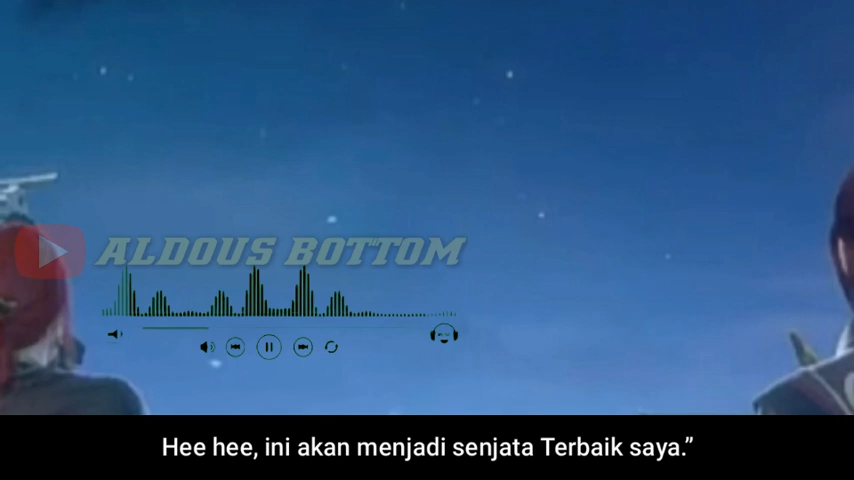 ALDOUS BOTTOM
Hee hee, ini akan menjadi senjata Terbaik saya.”